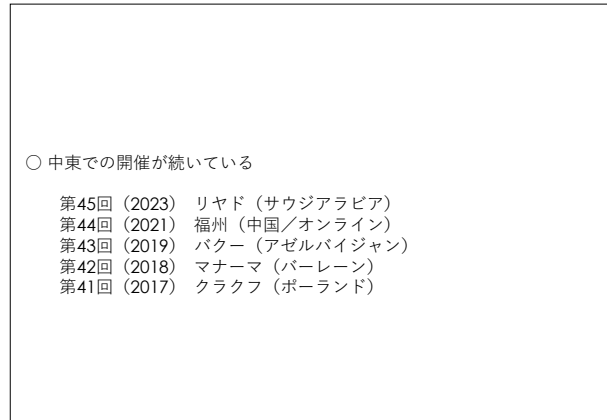 ○ 中東での開催が続いている
第45回（2023） リヤド（サウジアラビア）
第44回（2021） 福州（中国／オンライン）
第43回（2019） バクー（アゼルバイジャン）
第42回（2018） マナーマ（バーレーン）
第41回（2017） クラクフ（ポーランド）